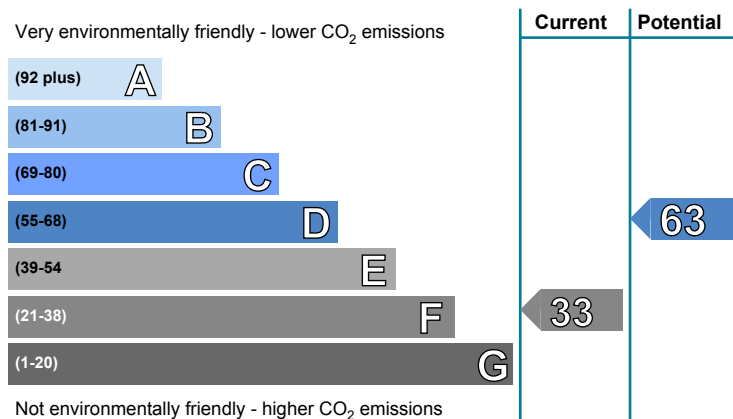 Very environmentally friendly - lower CO2 emissions
Current
Potential
(92 plus) A
(81-91) B
(69-80) C
(55-68) D
63
(39-54 E
(21-38) F
33
(1-20) G
Not environmentally friendly - higher CO2 emissions